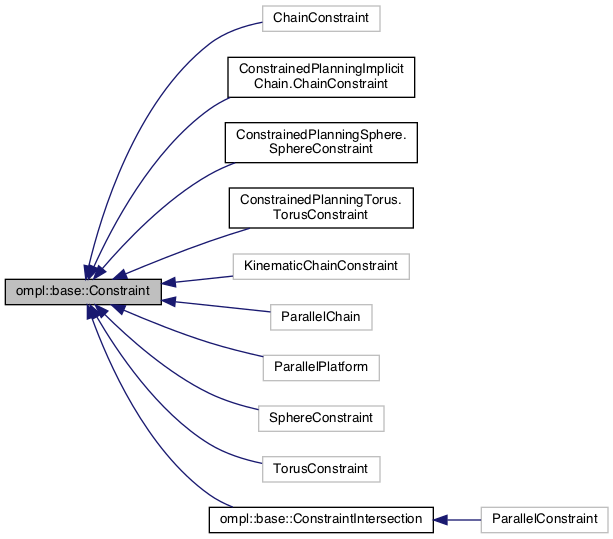 ChainConstraint
ConstrainedPlanningImplicit
Chain.ChainConstraint
ConstrainedPlanningSphere.
SphereConstraint
ConstrainedPlanningTorus.
TorusConstraint
KinematicChainConstraint
ompl::base::Constraint
ParallelChain
ParallelPlatform
SphereConstraint
TorusConstraint
ompl::base::ConstraintIntersection
ParallelConstraint